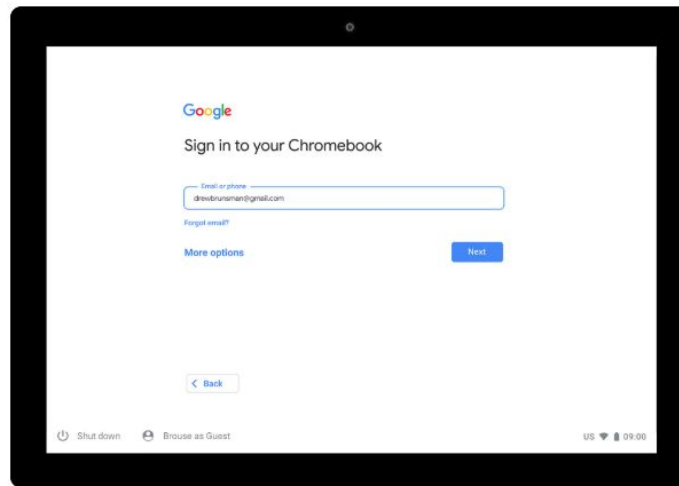 Google
Sign in to your Chromebook
Email or phone
drewbrunsman@gmail.com
Forgot email?
More options
Next
Back
Shut down
Browse as Guest
US 09:00